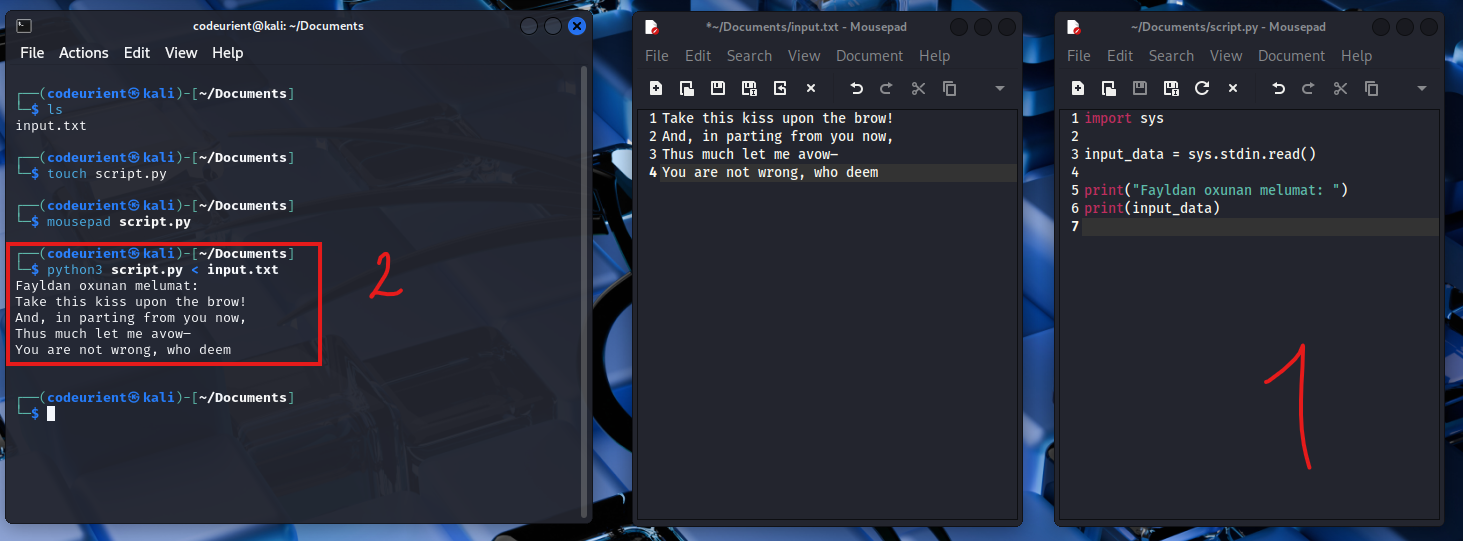 codeurient@kali: ~/Documents
File Actions Edit View Help
┌──(codeurient㉿kali)-[~/Documents]
└─$ ls
input.txt
┌──(codeurient㉿kali)-[~/Documents]
└─$ touch script.py
┌──(codeurient㉿kali)-[~/Documents]
└─$ mousepad script.py
┌──(codeurient㉿kali)-[~/Documents]
└─$ python3 script.py < input.txt
Fayldan oxunan melumat:
Take this kiss upon the brow!
And, in parting from you now,
Thus much let me avow—
You are not wrong, who deem
┌──(codeurient㉿kali)-[~/Documents]
└─$
2
*~/Documents/input.txt - Mousepad
File Edit Search View Document Help
1 Take this kiss upon the brow!
2 And, in parting from you now,
3 Thus much let me avow—
4 You are not wrong, who deem
~/Documents/script.py - Mousepad
File Edit Search View Document Help
1 import sys
2
3 input_data = sys.stdin.read()
4
5 print("Fayldan oxunan melumat: ")
6 print(input_data)
7
1